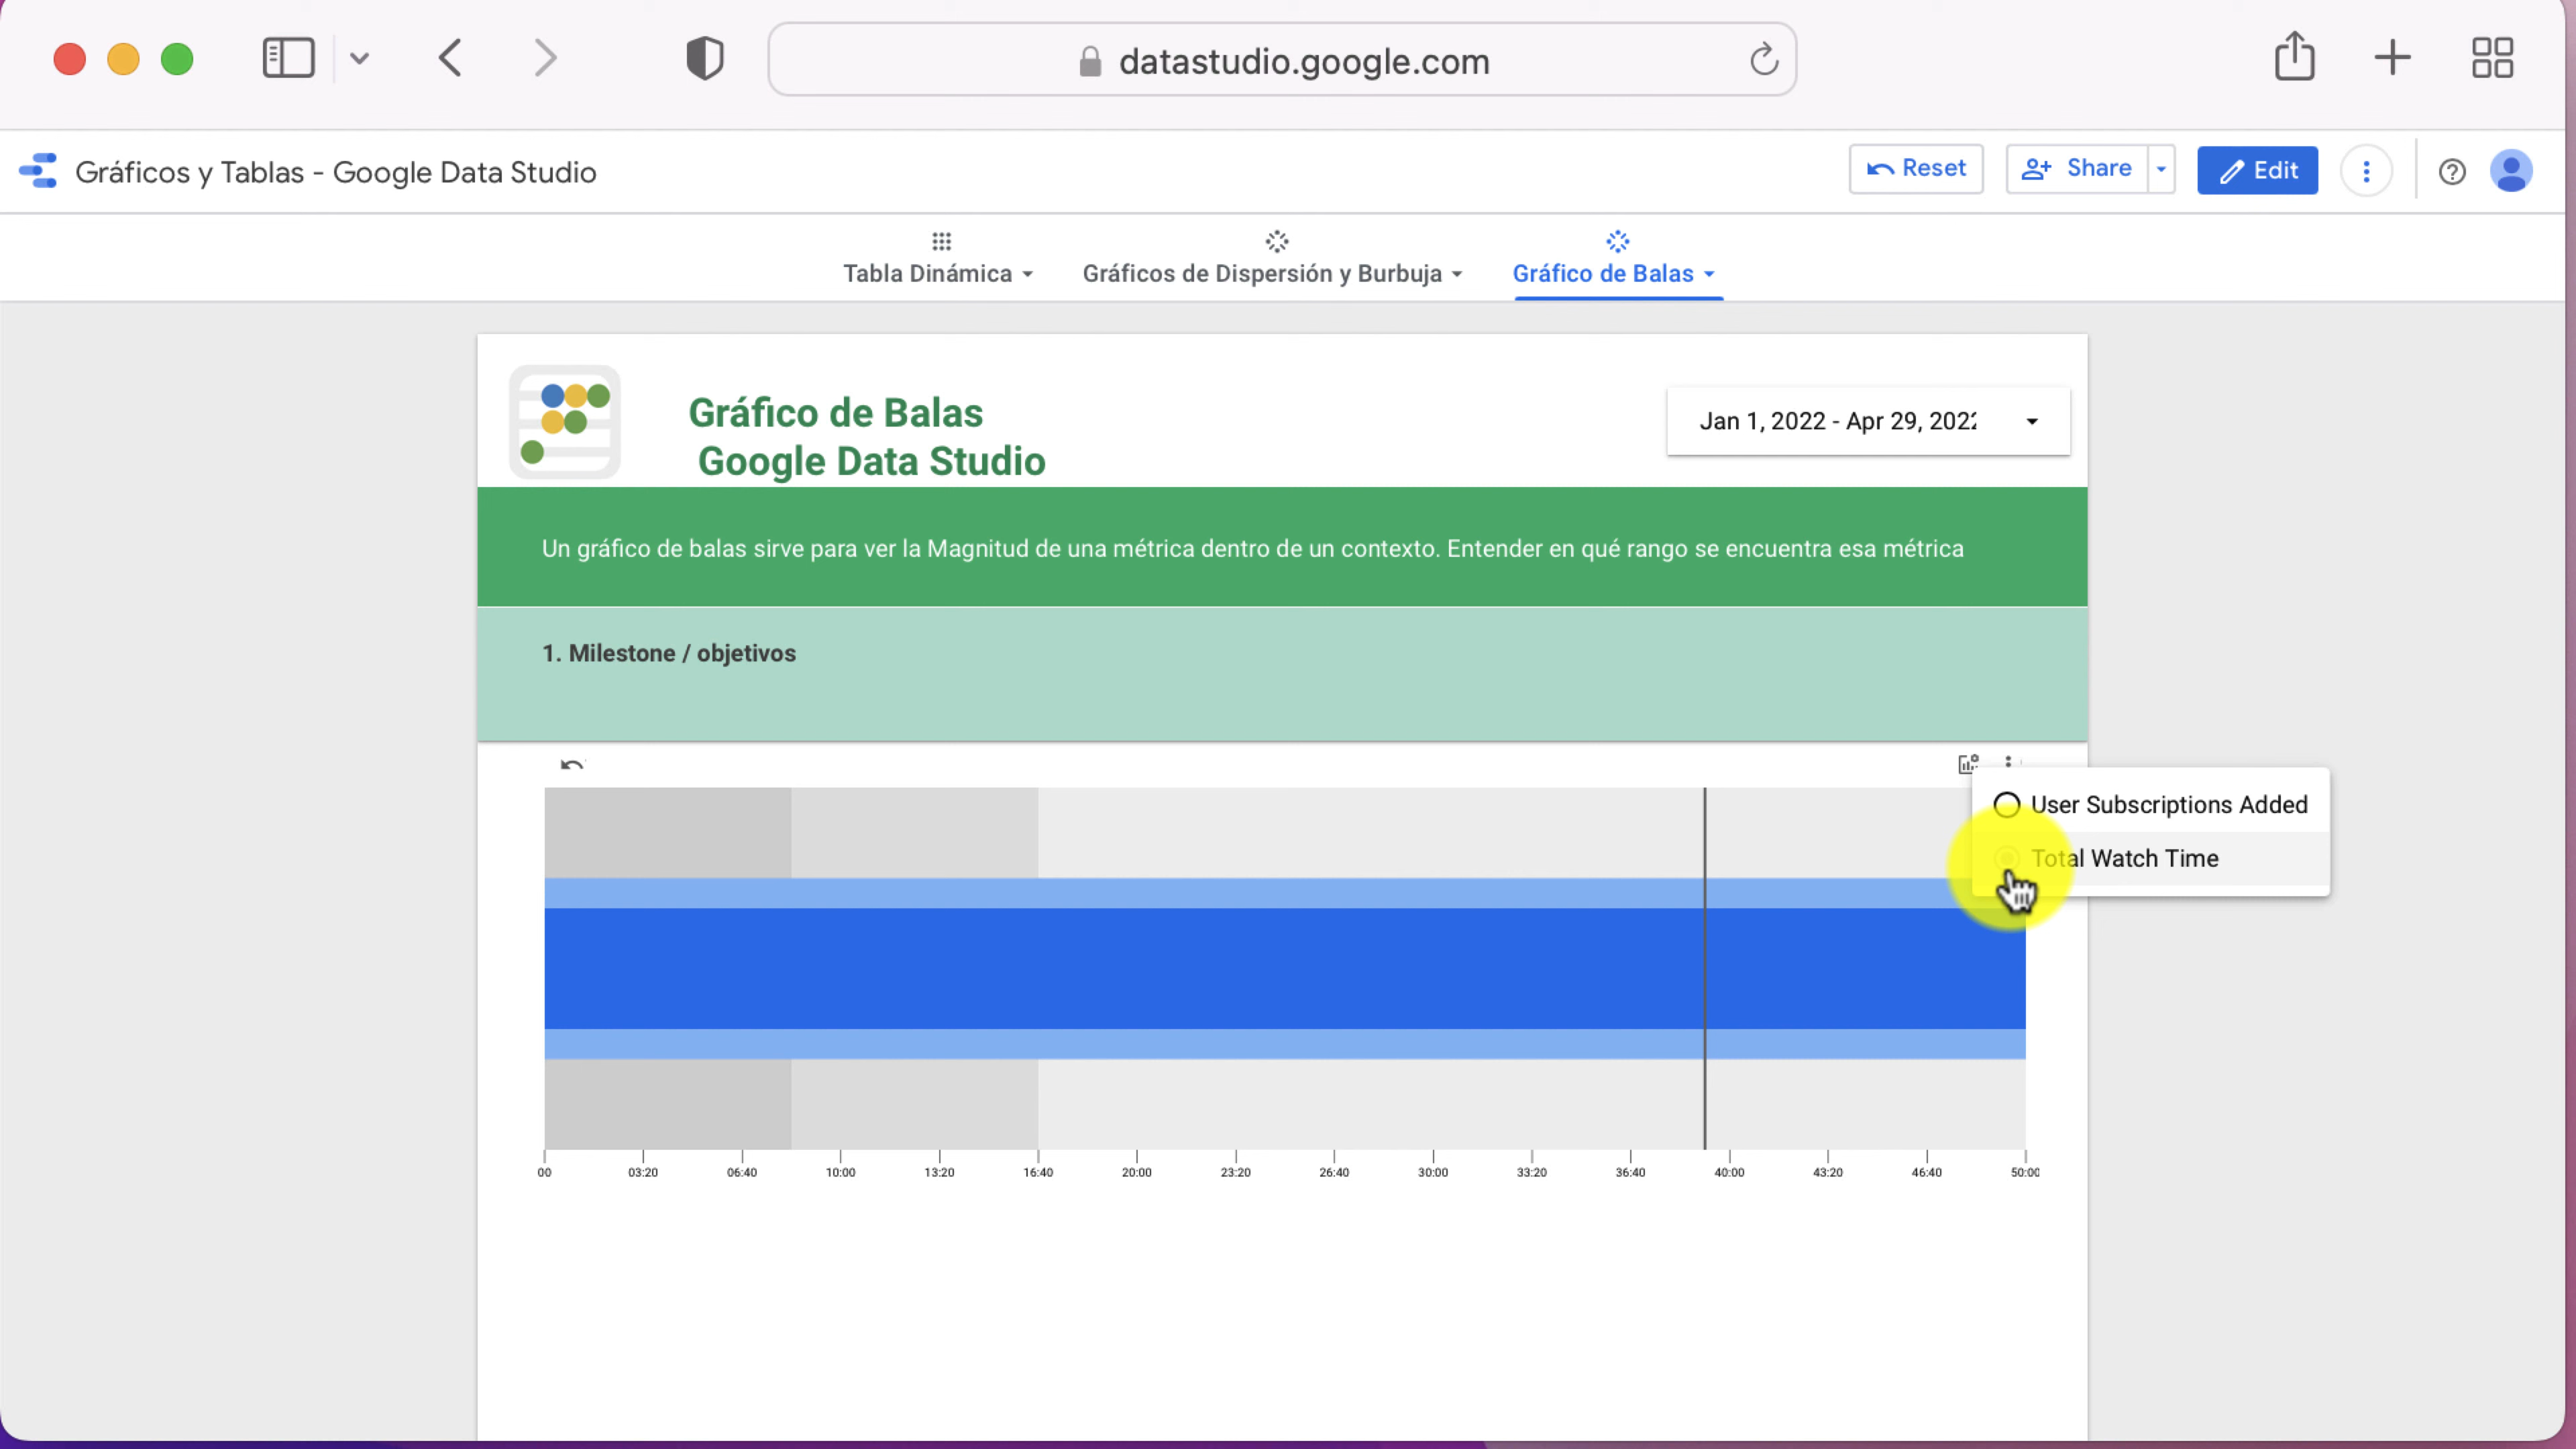 datastudio.google.com
Gráficos y Tablas - Google Data Studio
Reset
Share
Edit
Tabla Dinámica
Gráficos de Dispersión y Burbuja
Gráfico de Balas
Gráfico de Balas
Google Data Studio
Jan 1, 2022 - Apr 29, 2022
Un gráfico de balas sirve para ver la Magnitud de una métrica dentro de un contexto. Entender en qué rango se encuentra esa métrica
1. Milestone / objetivos
User Subscriptions Added
Total Watch Time
00 03:20 06:40 10:00 13:20 16:40 20:00 23:20 26:40 30:00 33:20 36:40 40:00 43:20 46:40 50:00